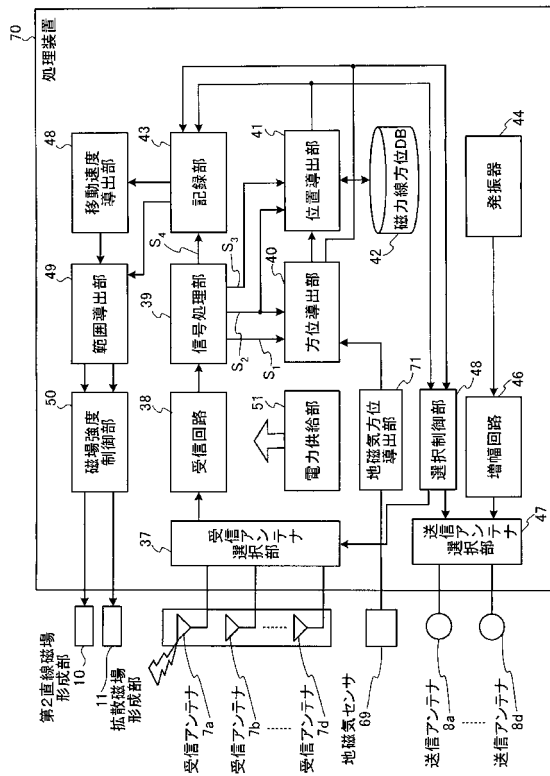 70
処理装置
第2直線磁場
形成部
10
拡散磁場
形成部
11
50
磁場強度
制御部
49
範囲導出部
48
移動速度
導出部
受信アンテナ
7a
受信アンテナ
7b
受信アンテナ
7d
37
受信アンテナ
選択部
38
受信回路
39
信号処理部
S4
43
記録部
S1
S2
S3
51
電力供給部
40
方位導出部
41
位置導出部
42
磁力線方位DB
地磁気センサ
69
71
地磁気方位
導出部
48
選択制御部
送信アンテナ
8a
送信アンテナ
8d
47
送信アンテナ
選択部
46
増幅回路
44
発振器